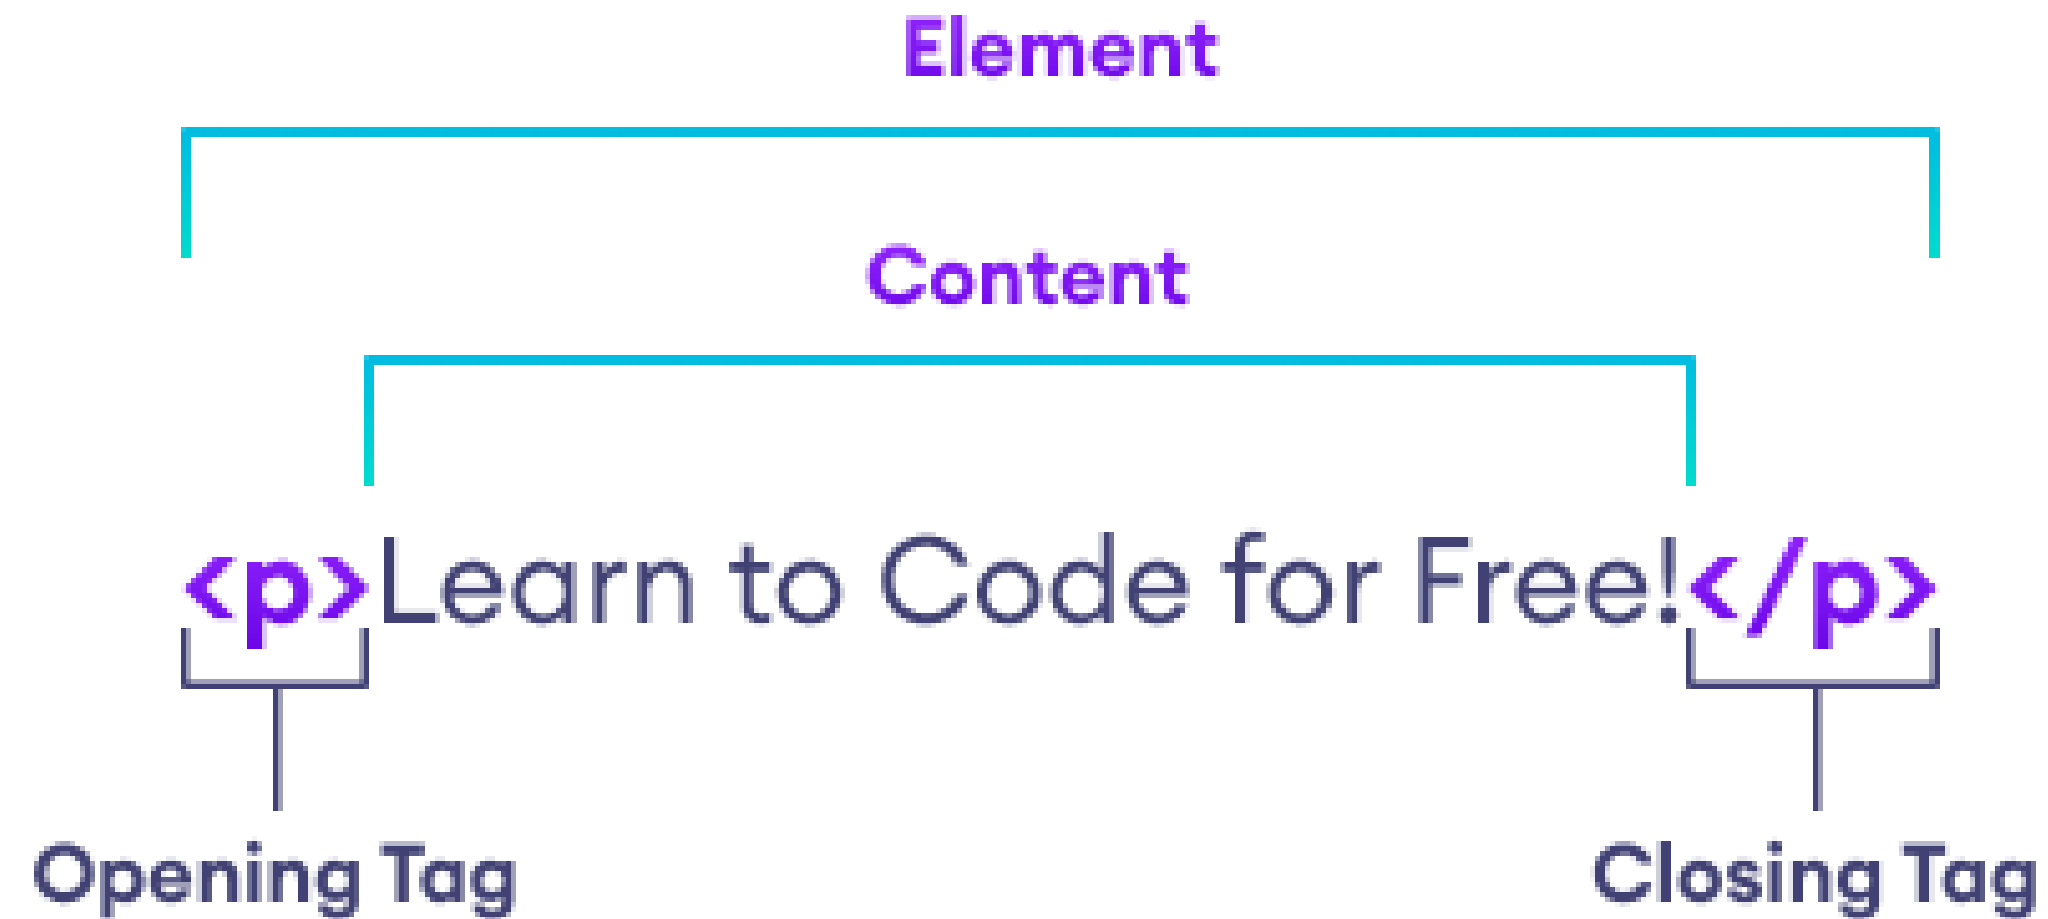 Element
Content
<p>Learn to Code for Free!</p>
Opening Tag
Closing Tag